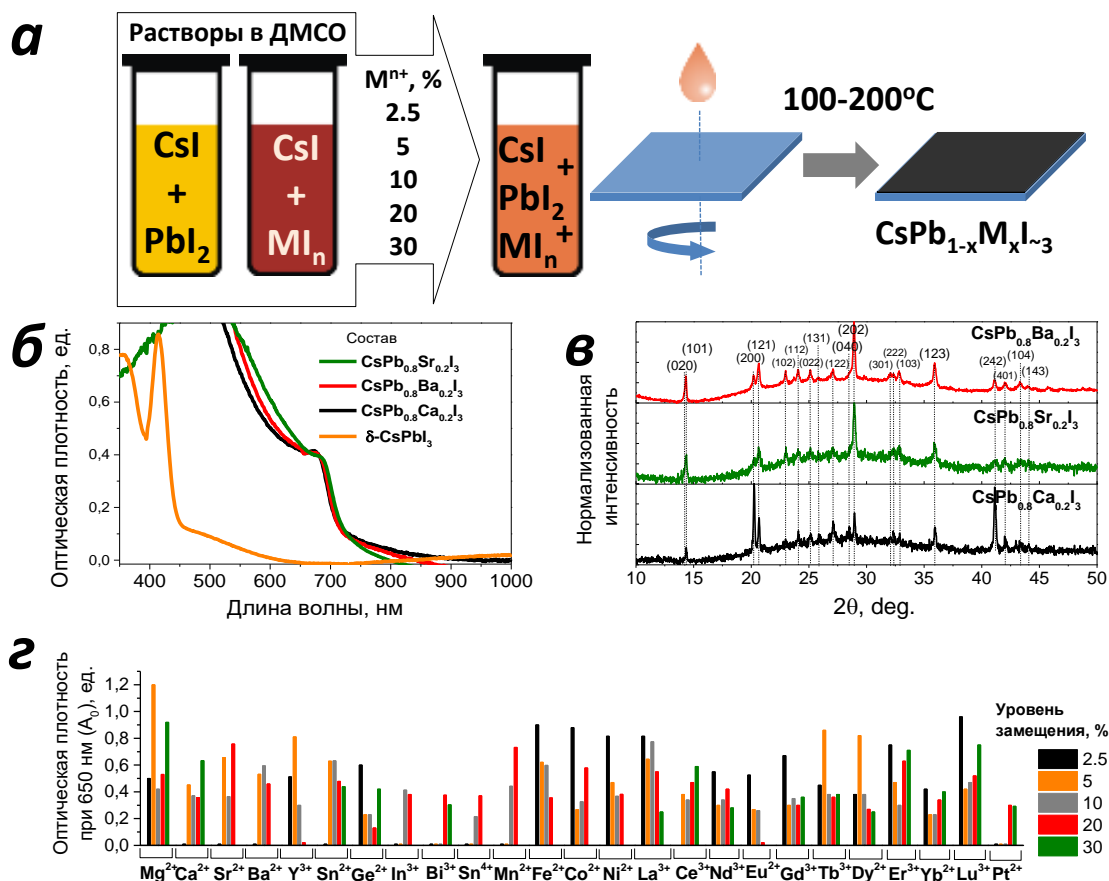 а
Растворы в ДМСО
CsI
+
PbI₂
CsI
+
MIₙ
Mⁿ⁺, %
2.5
5
10
20
30
CsI +
PbI₂
MIₙ +
100-200°C
CsPb₁₋ₓMₓI~₃
б
Оптическая плотность, ед.
0,8
0,6
0,4
0,2
0,0
Состав
CsPb₀.₈Sr₀.₂I₃
CsPb₀.₈Ba₀.₂I₃
CsPb₀.₈Ca₀.₂I₃
δ-CsPbI₃
400 500 600 700 800 900 1000
Длина волны, нм
в
Нормализованная
интенсивность
CsPb₀.₈Ba₀.₂I₃
(020) (101) (200) (121) (102) (112) (022) (131) (122) (040) (202) (301) (222) (103) (123) (242) (401) (104) (143)
CsPb₀.₈Sr₀.₂I₃
CsPb₀.₈Ca₀.₂I₃
10 15 20 25 30 35 40 45 50
2θ, deg.
г
Оптическая плотность
при 650 нм (A₀), ед.
1,2
1,0
0,8
0,6
0,4
0,2
0,0
Mg²⁺ Ca²⁺ Sr²⁺ Ba²⁺ Y³⁺ Sn²⁺ Ge²⁺ In³⁺ Bi³⁺ Sn⁴⁺ Mn²⁺ Fe²⁺ Co²⁺ Ni²⁺ La³⁺ Ce³⁺ Nd³⁺ Eu²⁺ Gd³⁺ Tb³⁺ Dy²⁺ Er³⁺ Yb²⁺ Lu³⁺ Pt²⁺
Уровень
замещения, %
2.5
5
10
20
30